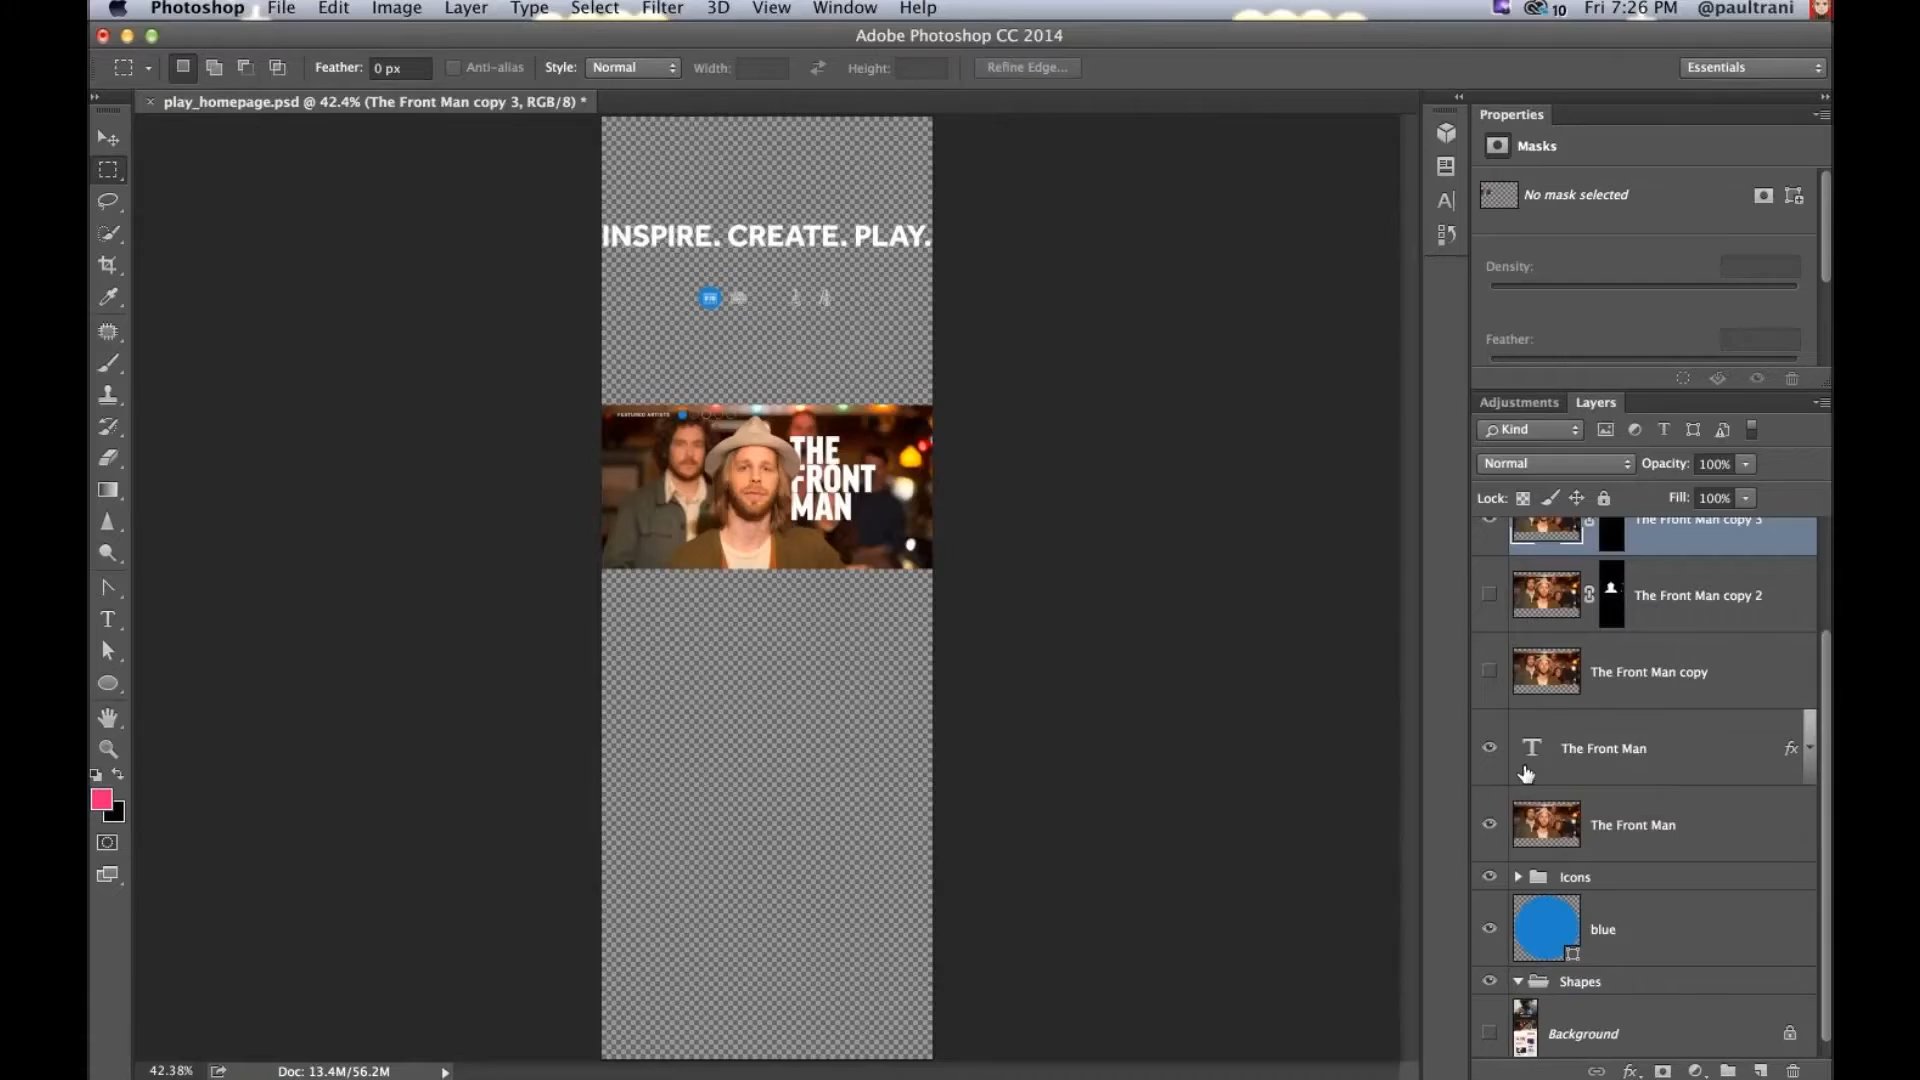 Photoshop File Edit Image Layer Type Select Filter 3D View Window Help 10 Fri 7:26 PM @paultrani
Adobe Photoshop CC 2014
Feather: 0 px Anti-alias Style: Normal Width: Height: Refine Edge... Essentials
play_homepage.psd @ 42.4% (The Front Man copy 3, RGB/8) *
Properties
Masks
No mask selected
Density:
Feather:
INSPIRE. CREATE. PLAY.
FEATURED ARTISTS
THE
FRONT
MAN
Adjustments Layers
Kind
Normal Opacity: 100%
Lock: Fill: 100%
The Front Man copy 3
The Front Man copy 2
The Front Man copy
T The Front Man fx
The Front Man
Icons
blue
Shapes
Background
42.38% Doc: 13.4M/56.2M
fx